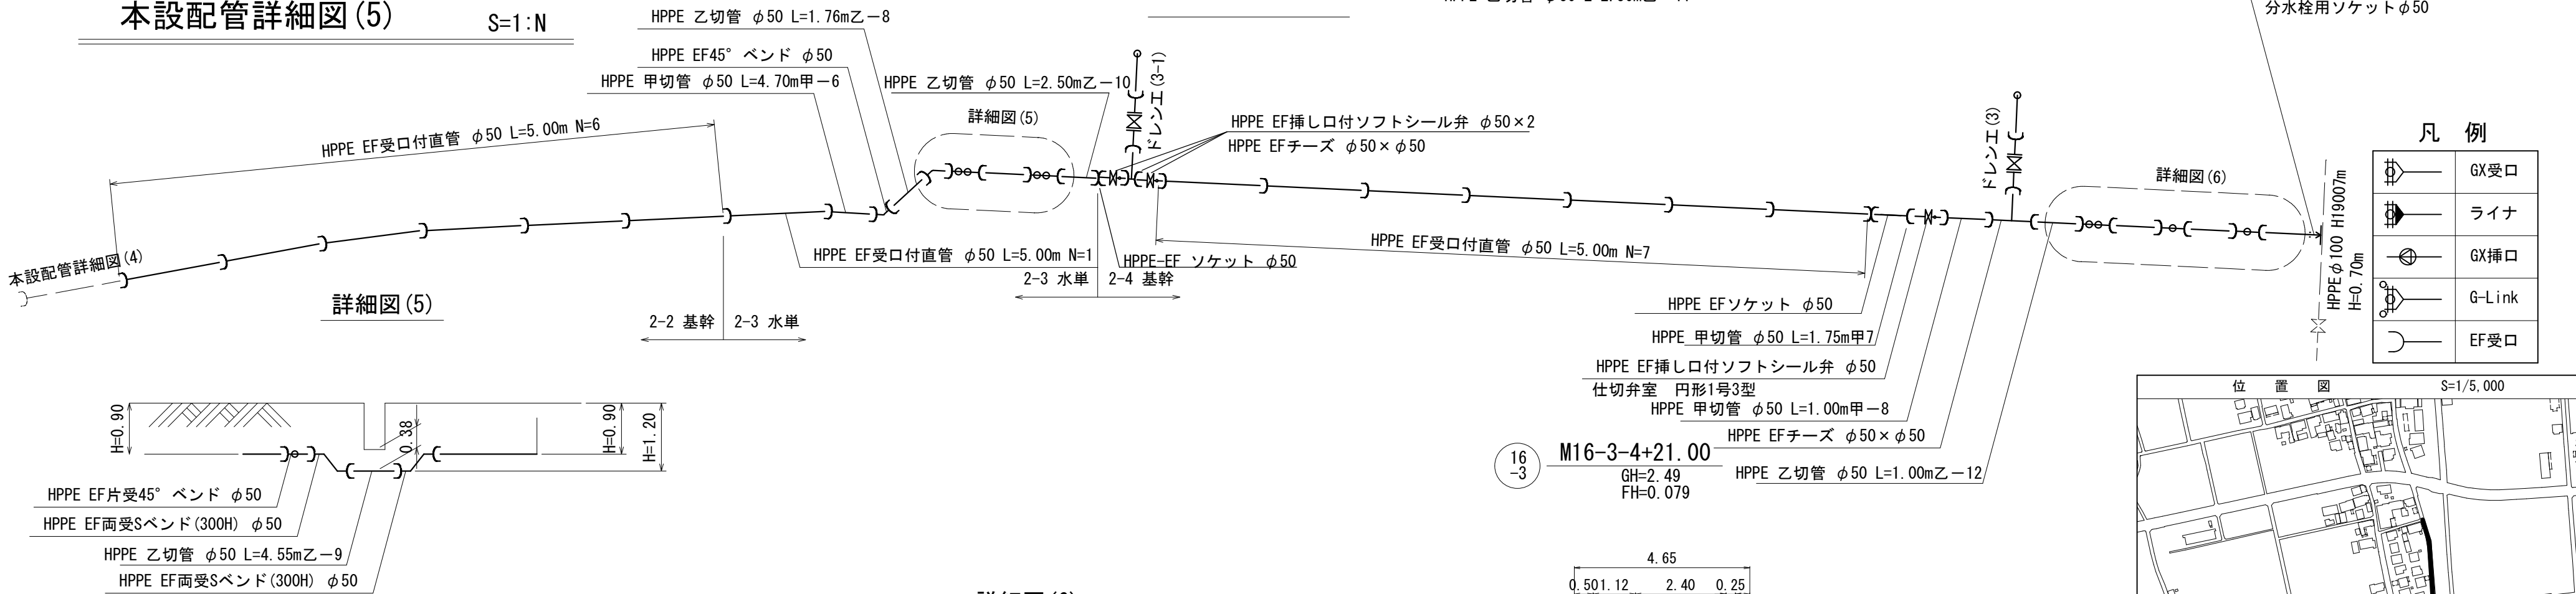 本設配管詳細図(5)
S=1:N
HPPE 乙切管 φ50 L=1.76m乙−8
HPPE EF45° ベンド φ50
HPPE 甲切管 φ50 L=4.70m甲−6
HPPE 乙切管 φ50 L=2.50m乙−10
分水栓用ソケットφ50
ドレン工(3-1)
詳細図(5)
HPPE EF挿し口付ソフトシール弁 φ50×2
HPPE EFチーズ φ50×φ50
HPPE EF受口付直管 φ50 L=5.00m N=6
本設配管詳細図(4)
詳細図(5)
2-2 基幹
2-3 水単
HPPE EF受口付直管 φ50 L=5.00m N=1
HPPE-EF ソケット φ50
2-3 水単
2-4 基幹
HPPE EF受口付直管 φ50 L=5.00m N=7
ドレン工(3)
詳細図(6)
HPPEφ100 H19007m
H=0.70m
凡 例
GX受口
ライナ
GX挿口
G-Link
EF受口
HPPE EFソケット φ50
HPPE 甲切管 φ50 L=1.75m甲7
HPPE EF挿し口付ソフトシール弁 φ50
仕切弁室 円形1号3型
HPPE 甲切管 φ50 L=1.00m甲−8
HPPE EFチーズ φ50×φ50
HPPE 乙切管 φ50 L=1.00m乙−12
16
-3
M16-3-4+21.00
GH=2.49
FH=0.079
位 置 図
S=1/5,000
H=0.90
0.38
H=0.90
H=1.20
HPPE EF片受45° ベンド φ50
HPPE EF両受Sベンド(300H) φ50
HPPE 乙切管 φ50 L=4.55m乙−9
HPPE EF両受Sベンド(300H) φ50
4.65
0.50
1.12
2.40
0.25